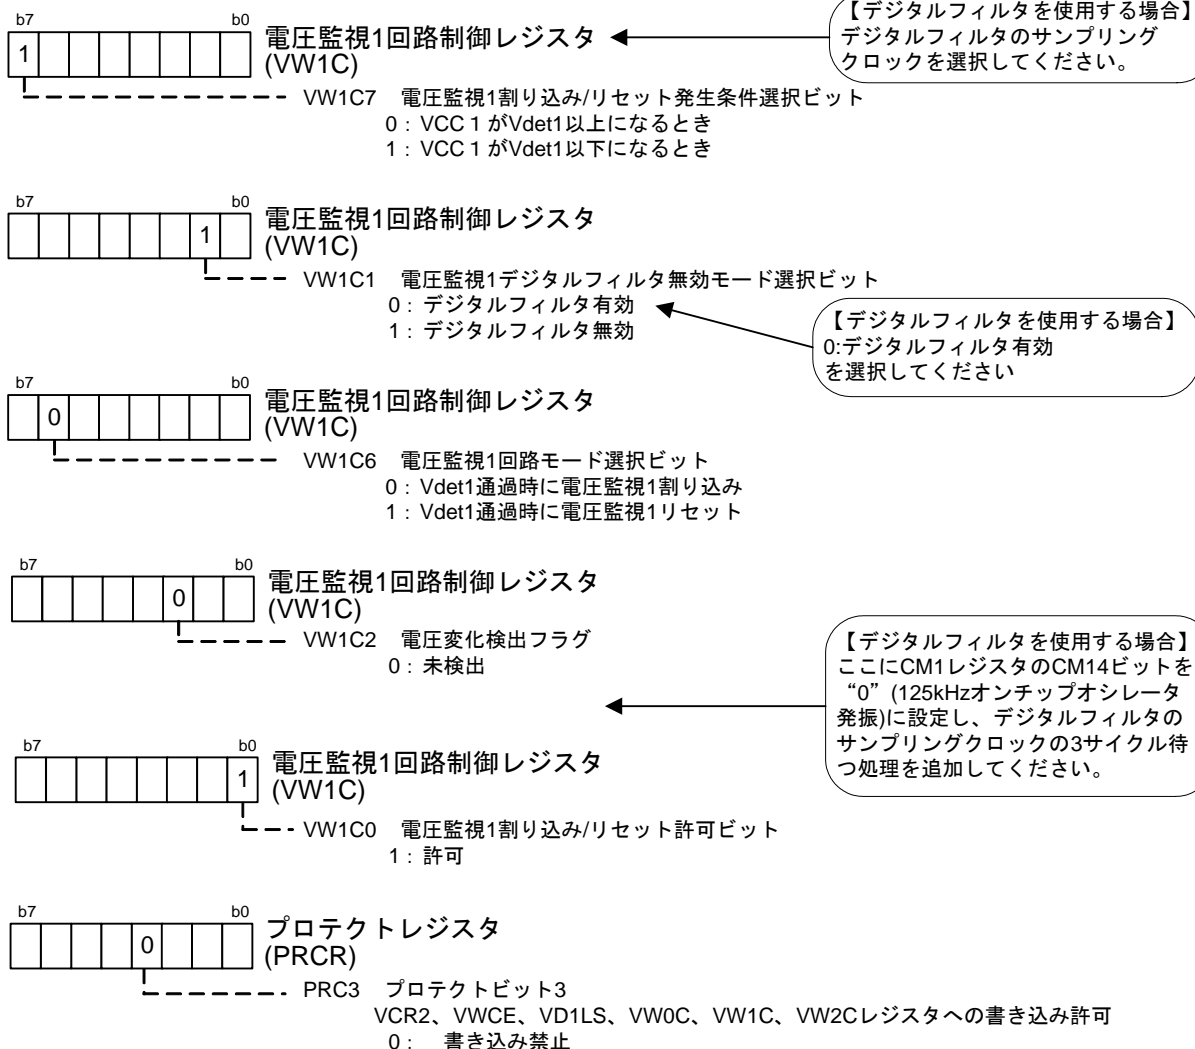 【デジタルフィルタを使用する場合】
デジタルフィルタのサンプリング
クロックを選択してください。
b7 b0
1
電圧監視1回路制御レジスタ
(VW1C)
VW1C7 電圧監視1割り込み/リセット発生条件選択ビット
0：VCC１がVdet1以上になるとき
1：VCC１がVdet1以下になるとき
b7 b0
1
電圧監視1回路制御レジスタ
(VW1C)
VW1C1 電圧監視1デジタルフィルタ無効モード選択ビット
0：デジタルフィルタ有効
1：デジタルフィルタ無効
【デジタルフィルタを使用する場合】
0:デジタルフィルタ有効
を選択してください
b7 b0
0
電圧監視1回路制御レジスタ
(VW1C)
VW1C6 電圧監視1回路モード選択ビット
0：Vdet1通過時に電圧監視1割り込み
1：Vdet1通過時に電圧監視1リセット
b7 b0
0
電圧監視1回路制御レジスタ
(VW1C)
VW1C2 電圧変化検出フラグ
0：未検出
【デジタルフィルタを使用する場合】
ここにCM1レジスタのCM14ビットを
“0”(125kHzオンチップオシレータ
発振)に設定し、デジタルフィルタの
サンプリングクロックの3サイクル待
つ処理を追加してください。
b7 b0
1
電圧監視1回路制御レジスタ
(VW1C)
VW1C0 電圧監視1割り込み/リセット許可ビット
1：許可
b7 b0
0
プロテクトレジスタ
(PRCR)
PRC3 プロテクトビット3
VCR2、VWCE、VD1LS、VW0C、VW1C、VW2Cレジスタへの書き込み許可
0： 書き込み禁止